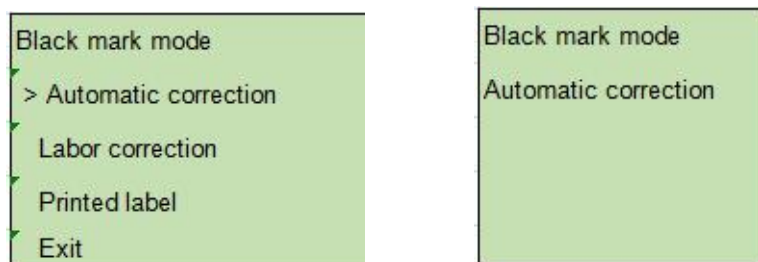 Black mark mode
> Automatic correction
Labor correction
Printed label
Exit
Black mark mode
Automatic correction